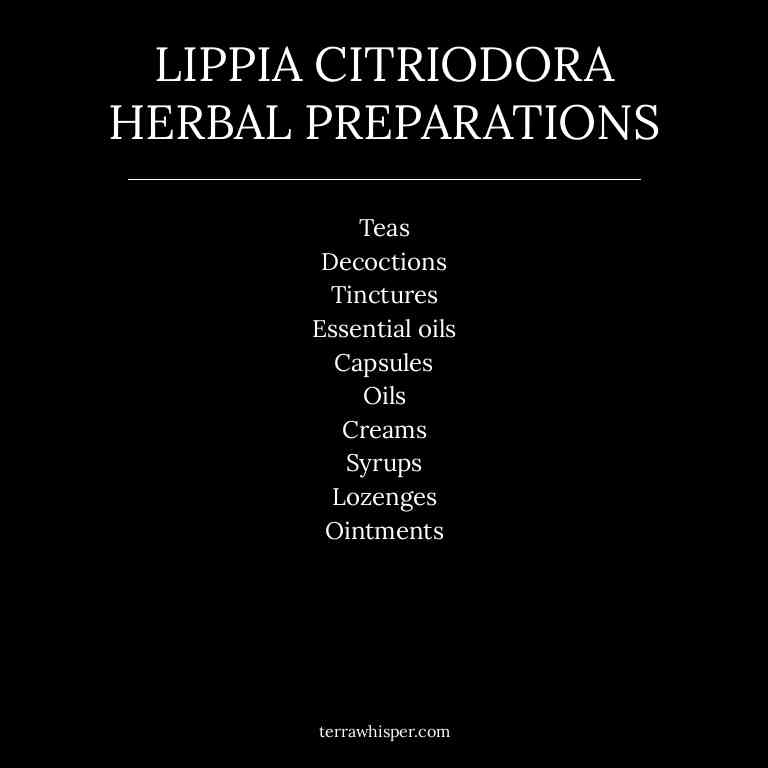 LIPPIA CITRIODORA
HERBAL PREPARATIONS
Teas
Decoctions
Tinctures
Essential oils
Capsules
Oils
Creams
Syrups
Lozenges
Ointments
terrawhisper.com